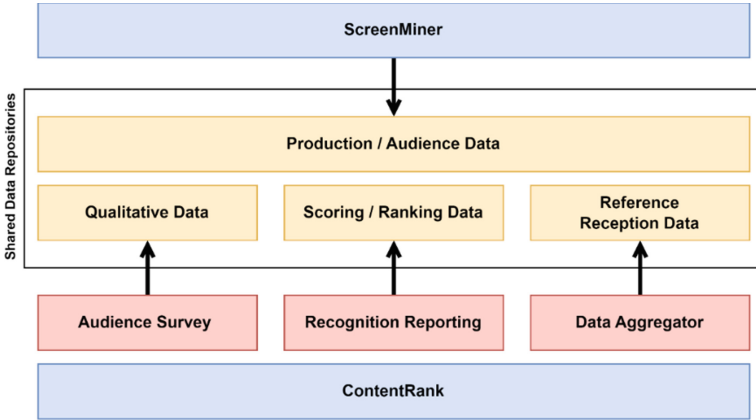 ScreenMiner
Shared Data Repositories
Production / Audience Data
Qualitative Data
Scoring / Ranking Data
Reference
Reception Data
Audience Survey
Recognition Reporting
Data Aggregator
ContentRank